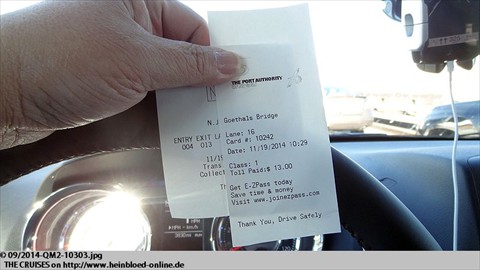 THE PORT AUTHORITY
N.J
ENTRY EXIT LA
004 013
11/1
Trans
Collect
Th
Goethals Bridge
Lane: 16
Card #: 10242
Date: 11/19/2014 10:29
Class: 1
Toll Paid:$ 13.00
Get E-ZPass today
Save time & money
Visit www.joinezpass.com
Thank You, Drive Safely
© 09/2014-QM2-10303.jpg
THE CRUISES on http://www.heinbloed-online.de